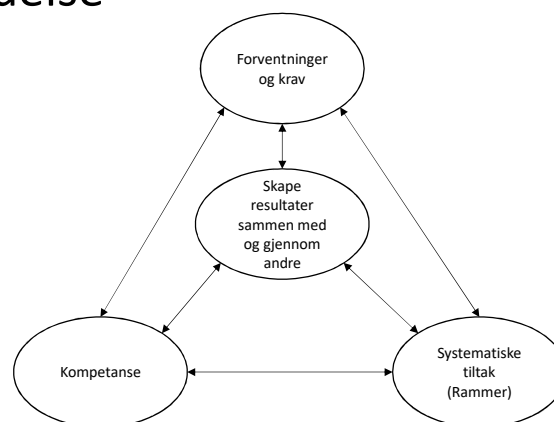 Forventninger
og krav
Skape
resultater
sammen med
og gjennom
andre
Kompetanse
Systematiske
tiltak
(Rammer)